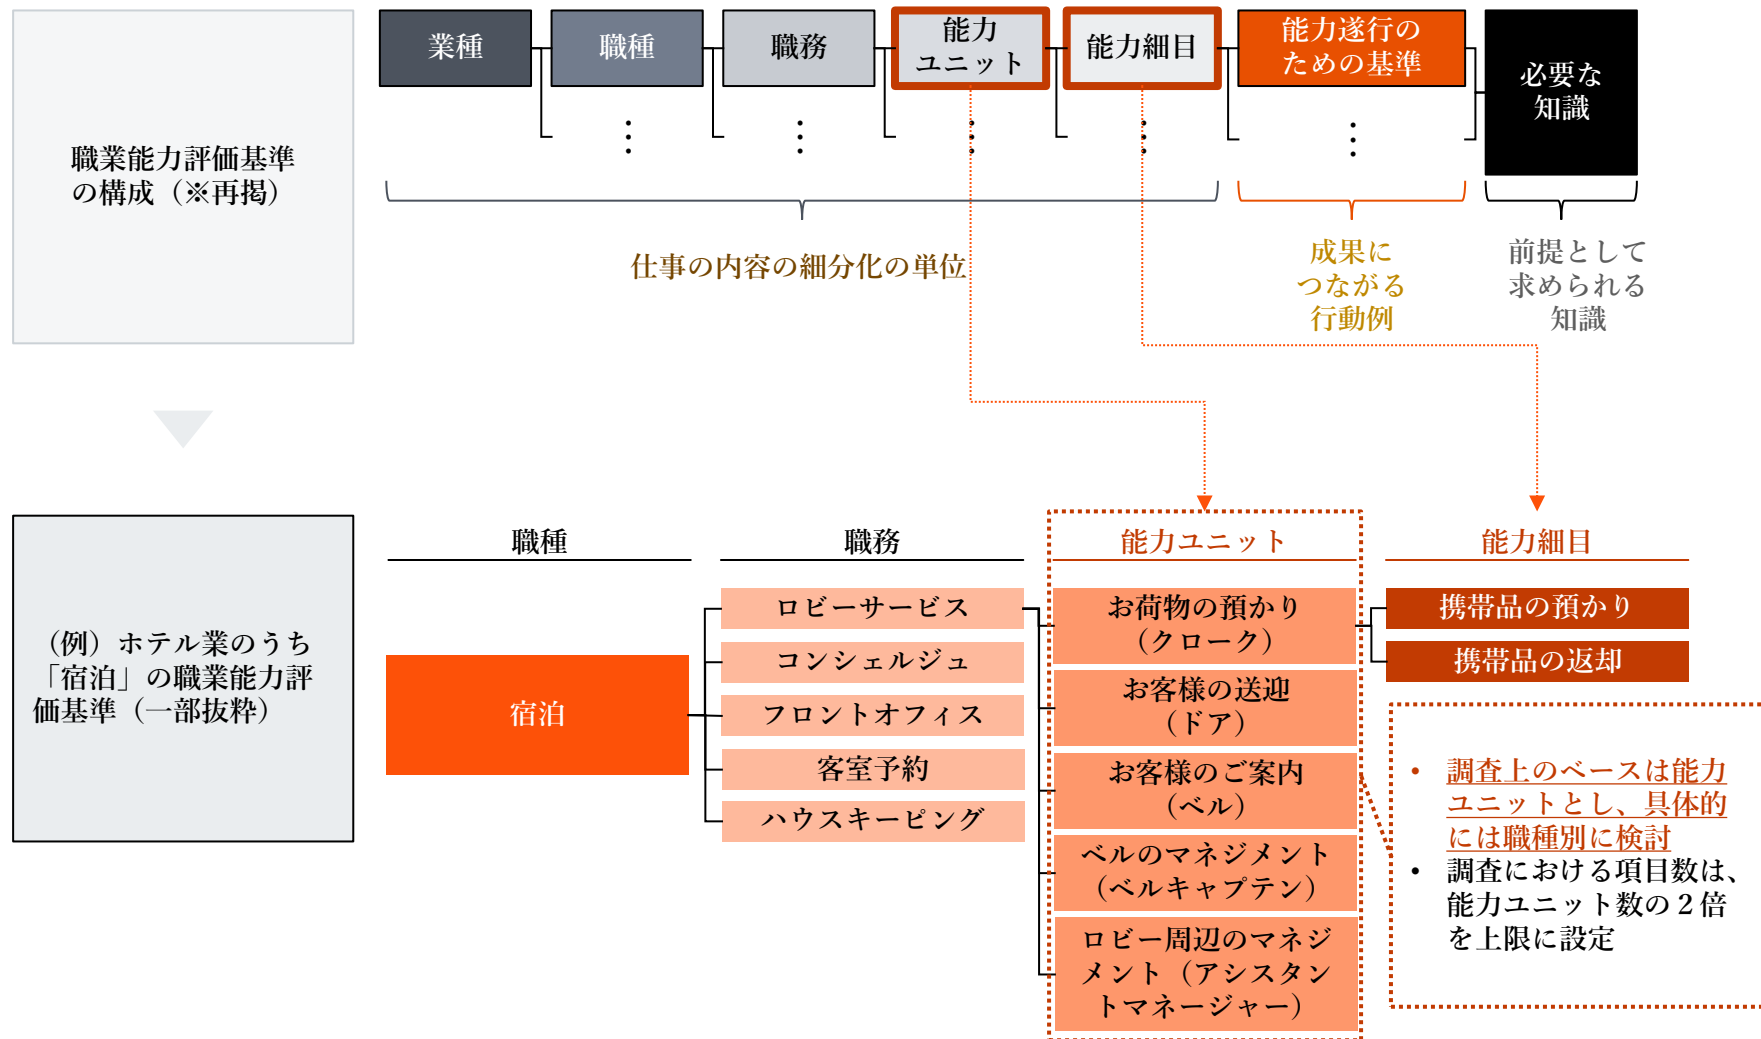 業種
職種
職務
能力
ユニット
能力細目
能力遂行の
ための基準
必要な
知識
職業能力評価基準
の構成（※再掲）
仕事の内容の細分化の単位
成果に
つながる
行動例
前提として
求められる
知識
（例）ホテル業のうち
「宿泊」の職業能力評
価基準（一部抜粋）
職種
職務
能力ユニット
能力細目
宿泊
ロビーサービス
コンシェルジュ
フロントオフィス
客室予約
ハウスキーピング
お荷物の預かり
（クローク）
お客様の送迎
（ドア）
お客様のご案内
（ベル）
ベルのマネジメント
（ベルキャプテン）
ロビー周辺のマネジ
メント（アシスタン
トマネージャー）
携帯品の預かり
携帯品の返却
• 調査上のベースは能力
ユニットとし、具体的
には職種別に検討
• 調査における項目数は、
能力ユニット数の２倍
を上限に設定